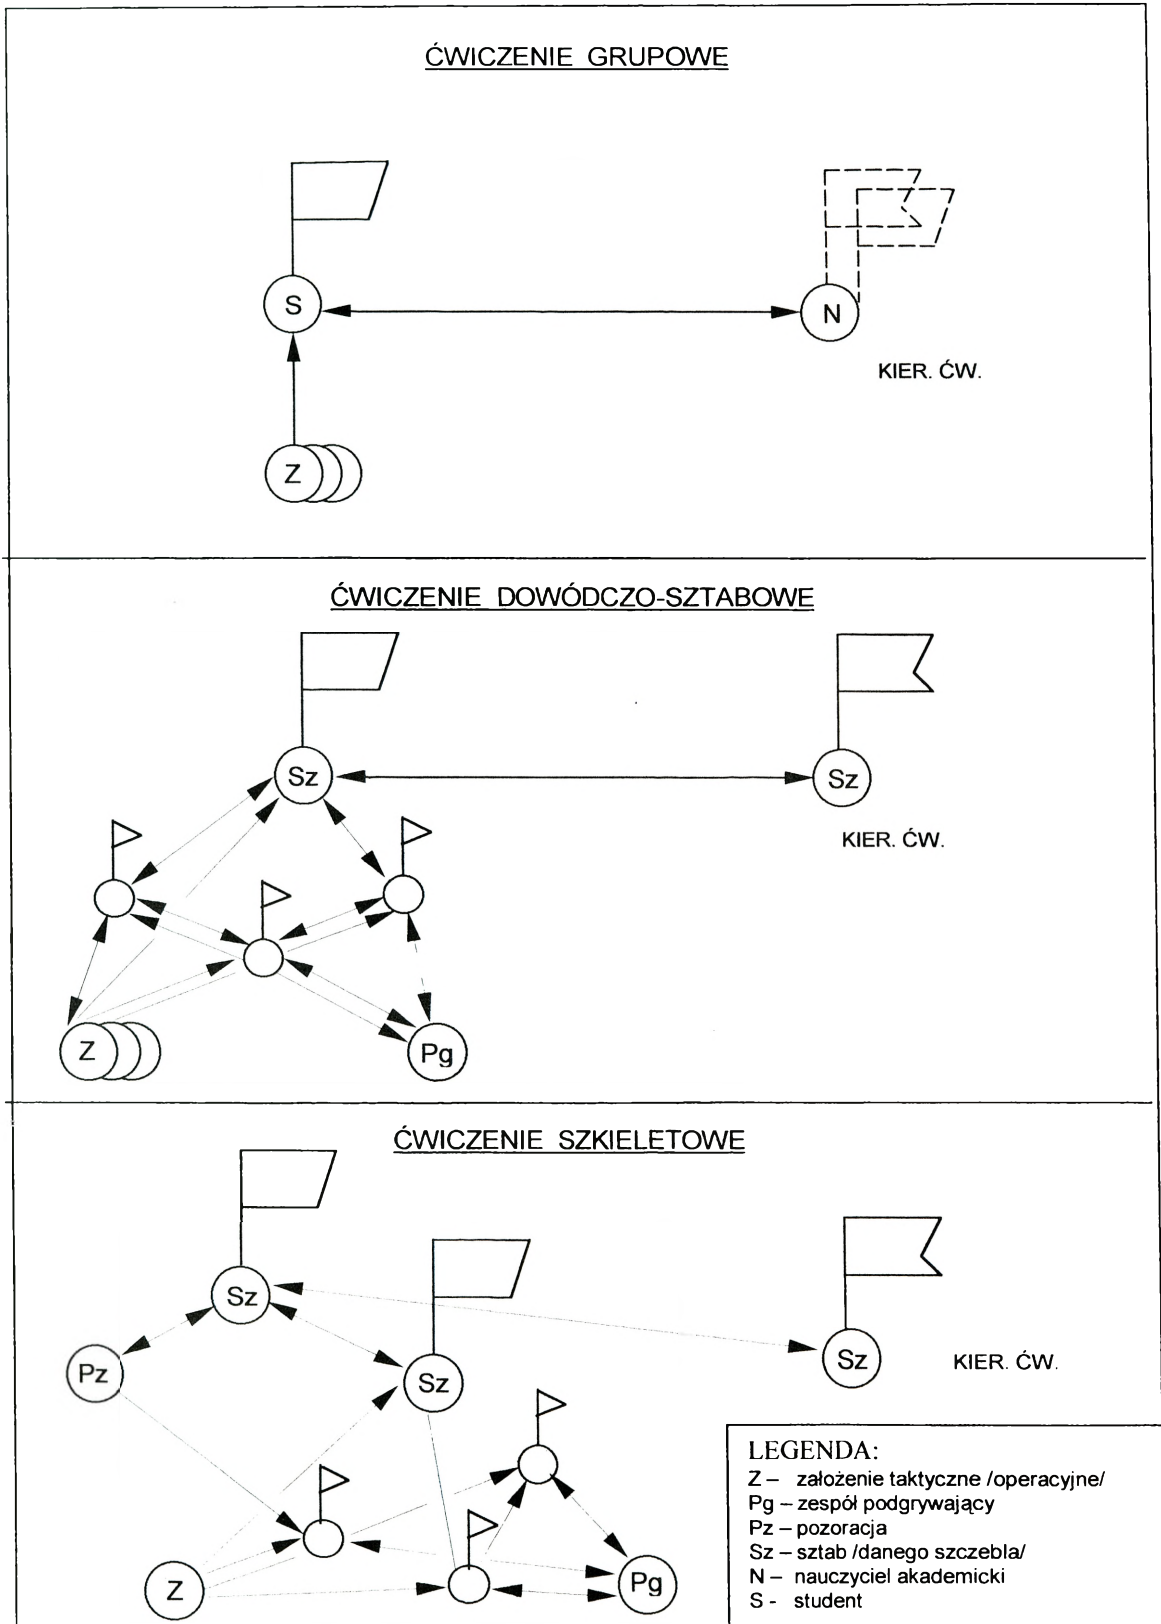 ĆWICZENIE GRUPOWE
S
N
KIER. ĆW.
Z
ĆWICZENIE DOWÓDCZO-SZTABOWE
Sz
Sz
KIER. ĆW.
Z
Pg
ĆWICZENIE SZKIELETOWE
Sz
Sz
Pz
Sz
KIER. ĆW.
Z
Pg
LEGENDA:
Z – założenie taktyczne /operacyjne/
Pg – zespół podgrywający
Pz – pozoracja
Sz – sztab /danego szczebla/
N – nauczyciel akademicki
S - student